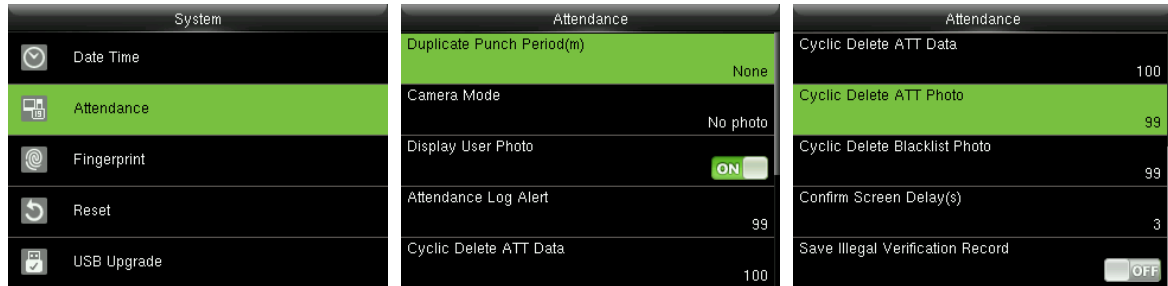 System
Date Time
Attendance
Fingerprint
Reset
USB Upgrade
Attendance
Duplicate Punch Period(m)
None
Camera Mode
No photo
Display User Photo
ON
Attendance Log Alert
99
Cyclic Delete ATT Data
100
Attendance
Cyclic Delete ATT Data
100
Cyclic Delete ATT Photo
99
Cyclic Delete Blacklist Photo
99
Confirm Screen Delay(s)
3
Save Illegal Verification Record
OFF